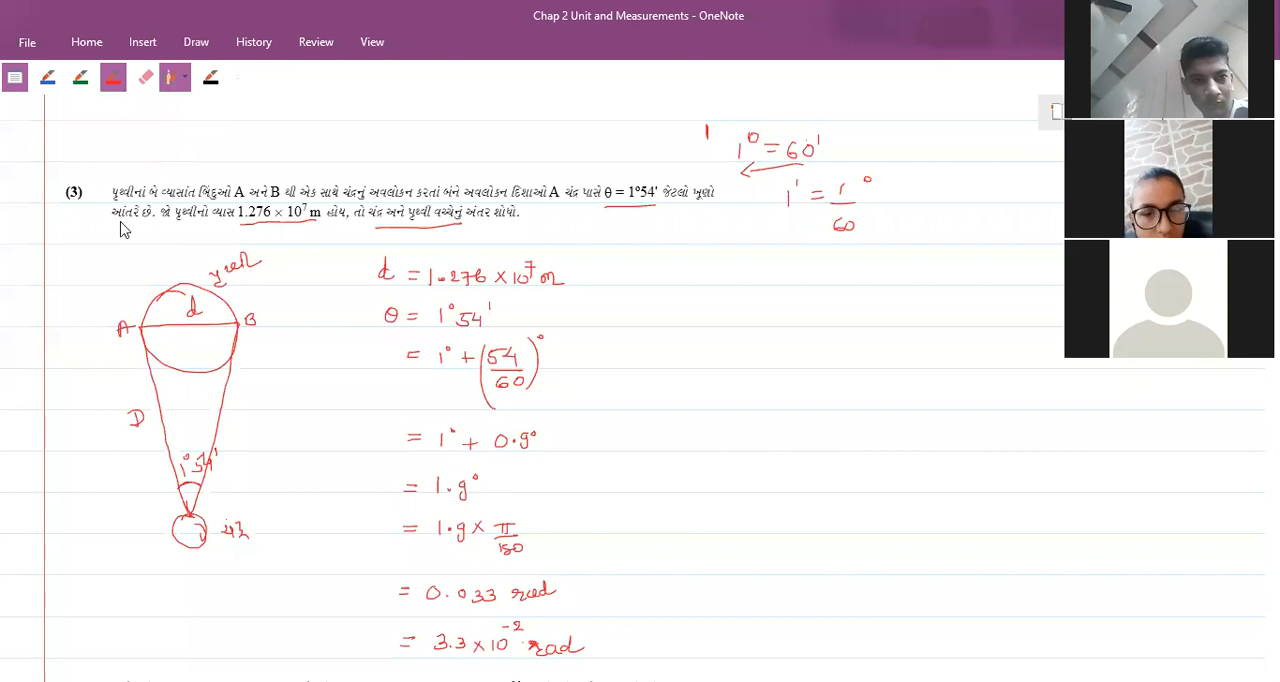 Chap 2 Unit and Measurements - OneNote
File Home Insert Draw History Review View
1° = 60'
1' = 1/60 °
(3) પૃથ્વીનાં બે વ્યાસાંત બિંદુઓ A અને B થી એક સાથે ચંદ્રનું અવલોકન કરતાં બંને અવલોકન દિશાઓ A ચંદ્ર પાસે θ = 1°54' જેટલો ખૂણો
આંતરે છે. જો પૃથ્વીનો વ્યાસ 1.276 × 10⁷ m હોય, તો ચંદ્ર અને પૃથ્વી વચ્ચેનું અંતર શોધો.
પૃથ્વી
d
A B
D
1°54'
ચંદ્ર
d = 1.276 × 10⁷ m
θ = 1°54'
= 1° + (54/60)°
= 1° + 0.9°
= 1.9°
= 1.9 × π/180
= 0.033 rad
= 3.3 × 10⁻² rad